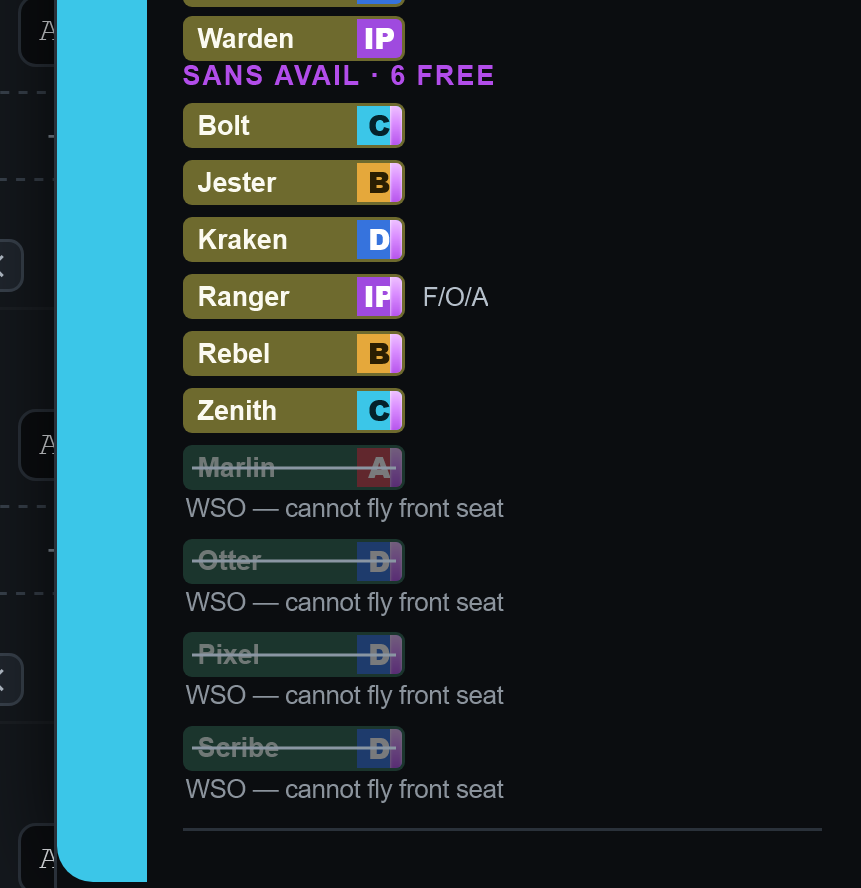 Warden IP
SANS AVAIL · 6 FREE
Bolt C
Jester B
Kraken D
Ranger IP F/O/A
Rebel B
Zenith C
Marlin A
WSO — cannot fly front seat
Otter D
WSO — cannot fly front seat
Pixel D
WSO — cannot fly front seat
Scribe D
WSO — cannot fly front seat